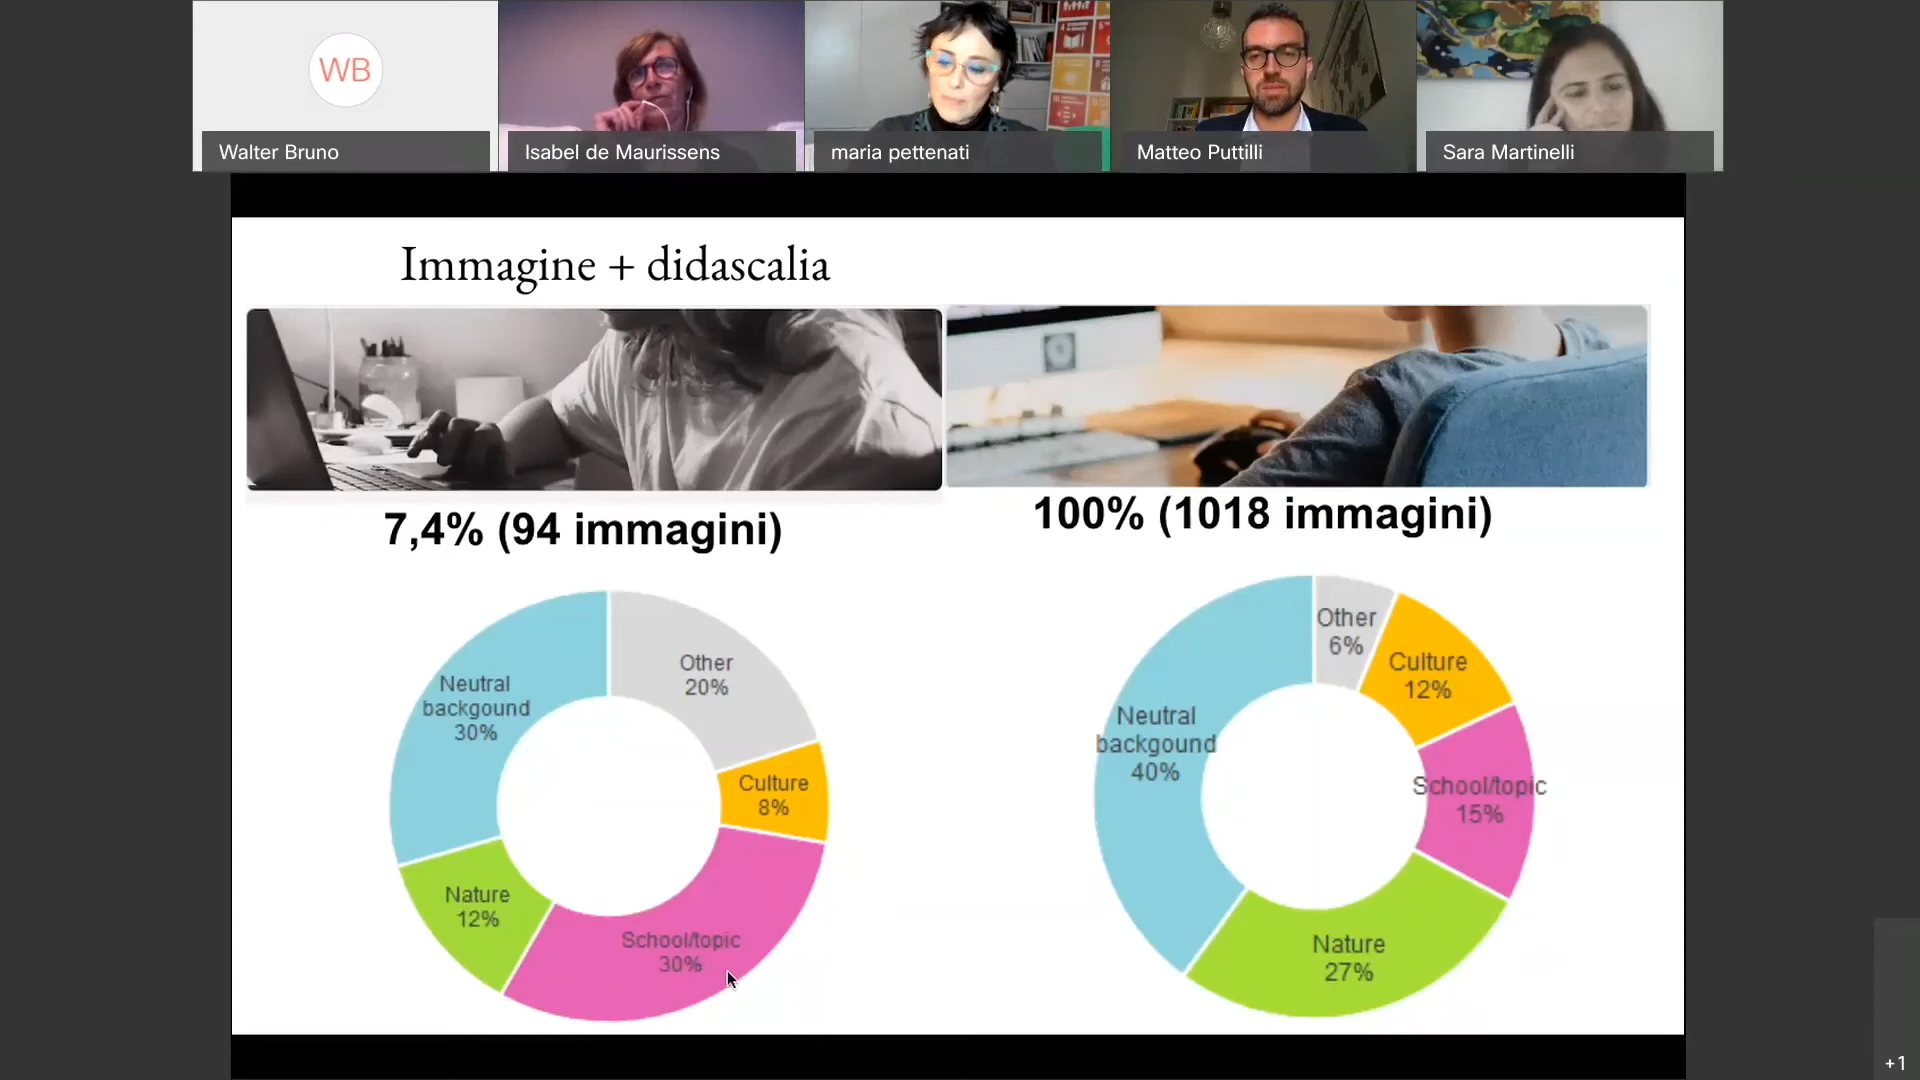 WB
Walter Bruno
Isabel de Maurissens
maria pettenati
Matteo Puttilli
Sara Martinelli
Immagine + didascalia
7,4% (94 immagini)
100% (1018 immagini)
Other
20%
Culture
8%
School/topic
30%
Nature
12%
Neutral
backgound
30%
Other
6%
Culture
12%
School/topic
15%
Nature
27%
Neutral
backgound
40%
+1